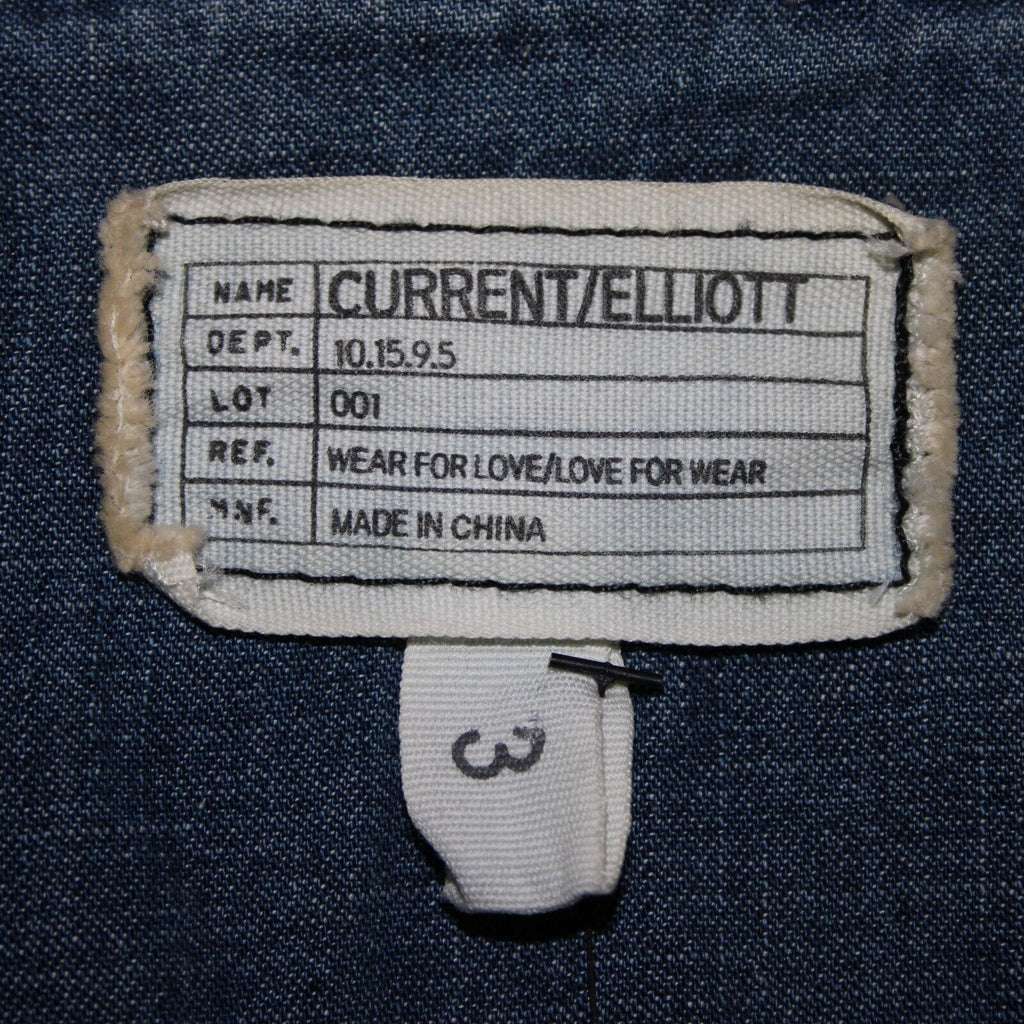 NAME CURRENT/ELLIOTT
DEPT. 10.15.9.5
LOT 001
REF. WEAR FOR LOVE/LOVE FOR WEAR
MNF. MADE IN CHINA
3